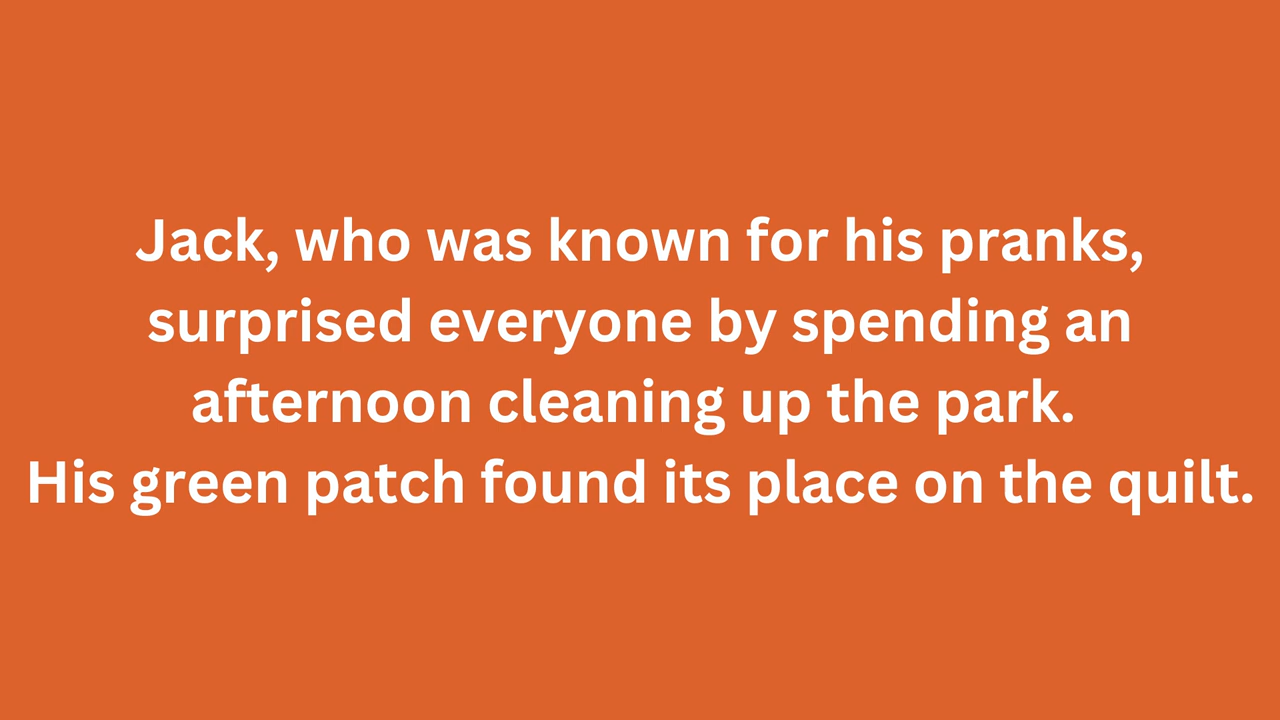 Jack, who was known for his pranks,
surprised everyone by spending an
afternoon cleaning up the park.
His green patch found its place on the quilt.